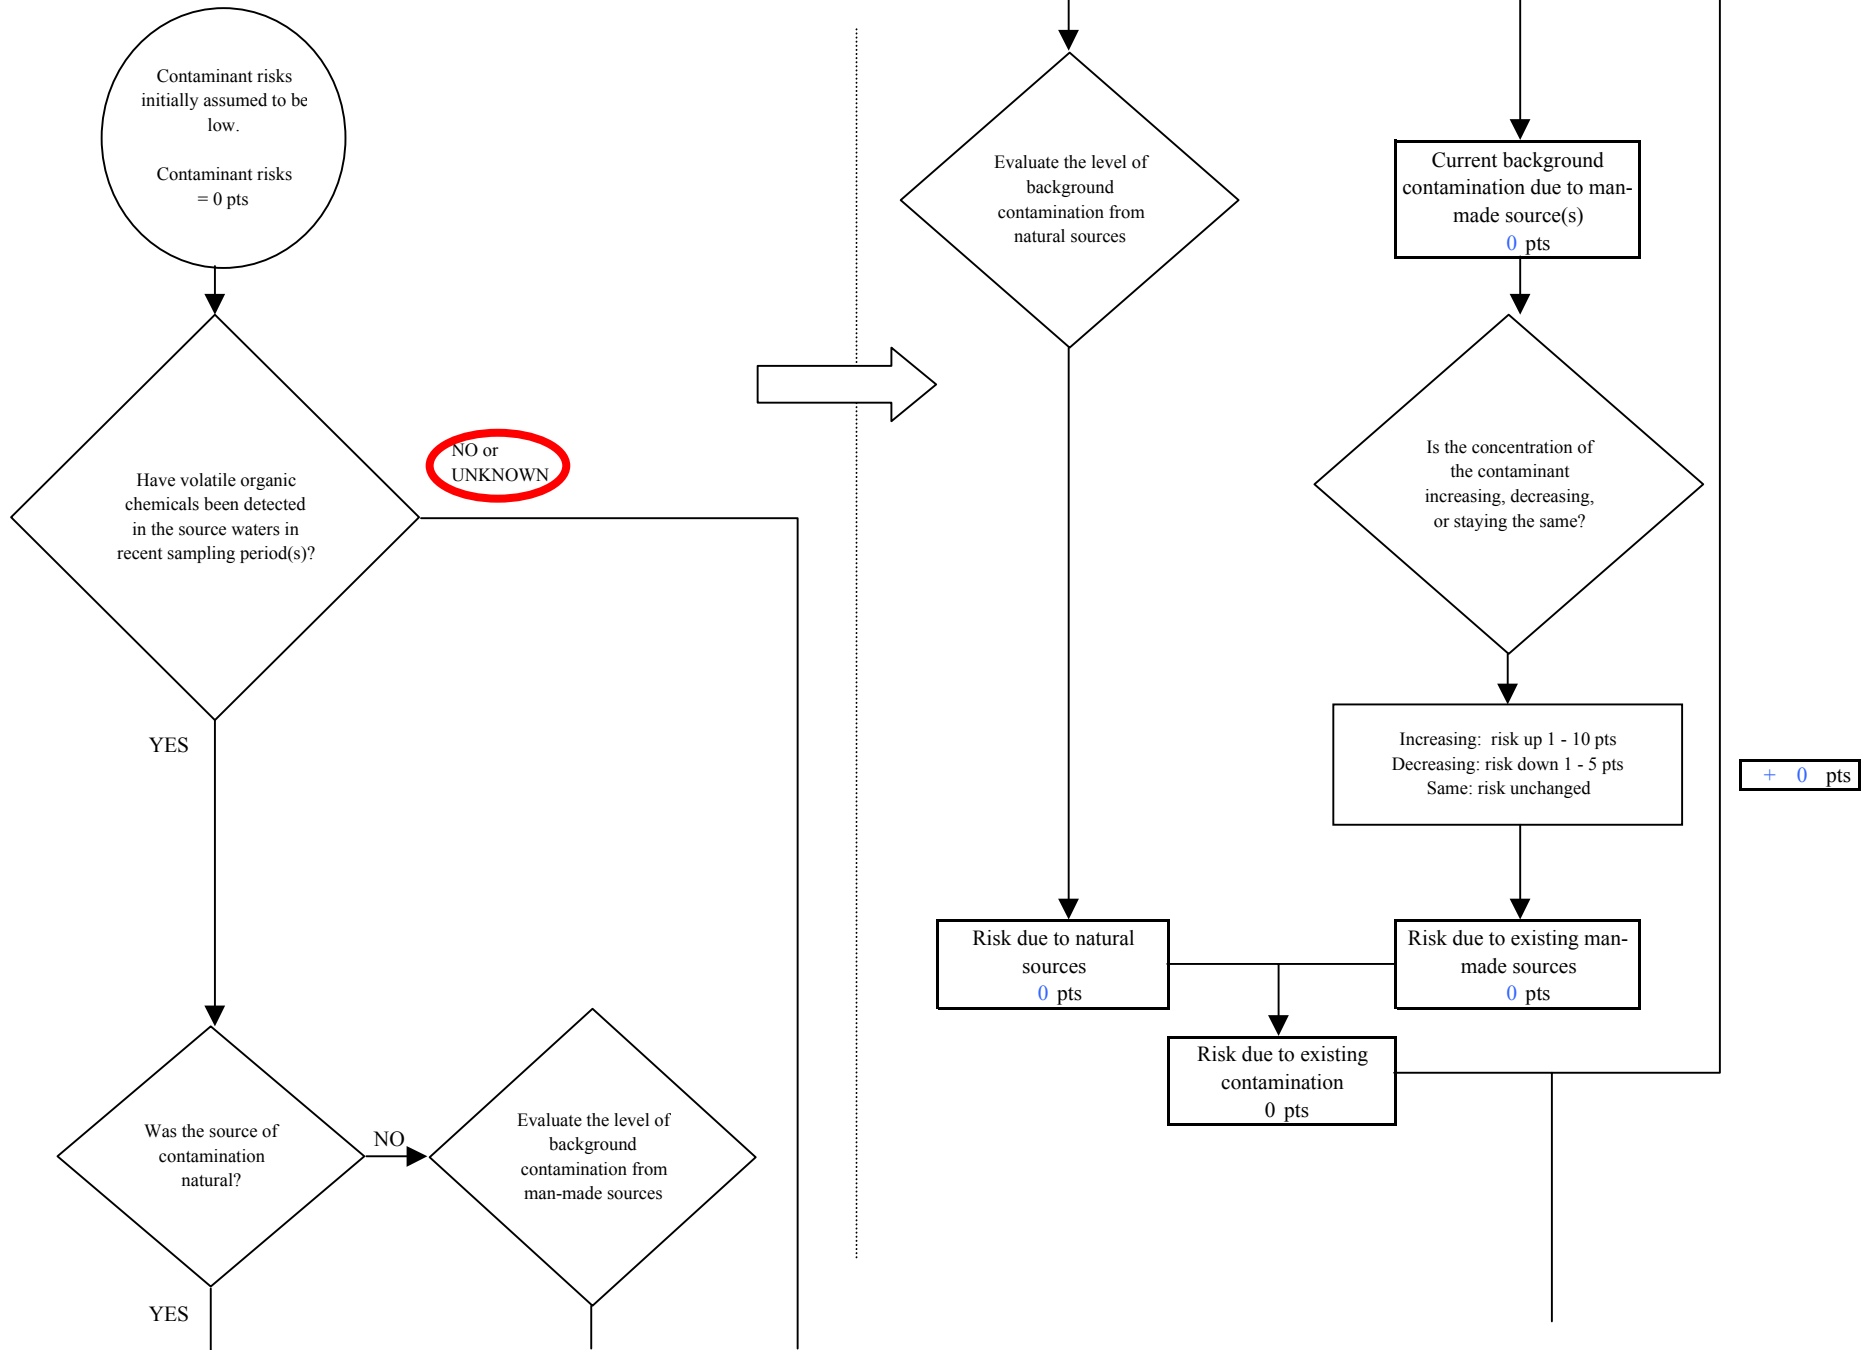 Contaminant risks
initially assumed to be
low.
Contaminant risks
= 0 pts
Have volatile organic
chemicals been detected
in the source waters in
recent sampling period(s)?
NO or
UNKNOWN
YES
Was the source of
contamination
natural?
NO
Evaluate the level of
background
contamination from
man-made sources
YES
Evaluate the level of
background
contamination from
natural sources
Current background
contamination due to man-
made source(s)
0 pts
Is the concentration of
the contaminant
increasing, decreasing,
or staying the same?
Increasing: risk up 1 - 10 pts
Decreasing: risk down 1 - 5 pts
Same: risk unchanged
+ 0 pts
Risk due to natural
sources
0 pts
Risk due to existing man-
made sources
0 pts
Risk due to existing
contamination
0 pts